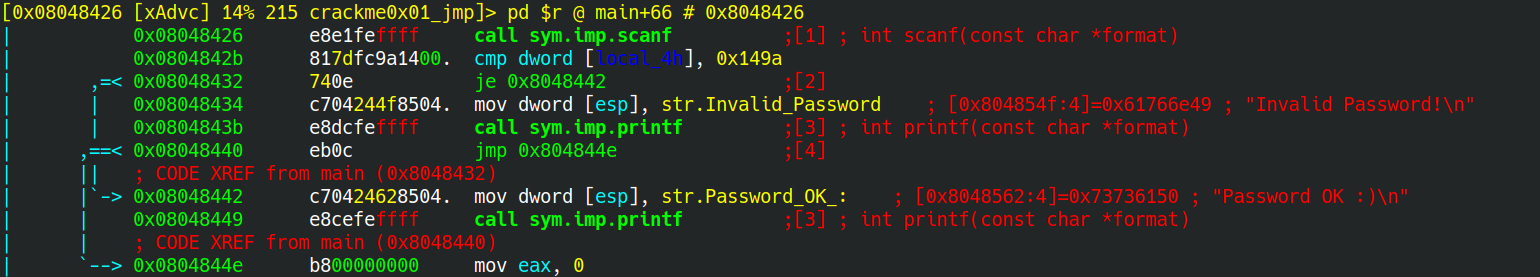 [0x08048426 [xAdvc] 14% 215 crackme0x01_jmp]> pd $r @ main+66 # 0x8048426
|           0x08048426      e8e1feffff     call sym.imp.scanf          ;[1] ; int scanf(const char *format)
|           0x0804842b      817dfc9a1400.  cmp dword [local_4h], 0x149a
|       ,=< 0x08048432      740e           je 0x8048442                ;[2]
|       |   0x08048434      c704244f8504.  mov dword [esp], str.Invalid_Password    ; [0x804854f:4]=0x61766e49 ; "Invalid Password!\n"
|       |   0x0804843b      e8dcfeffff     call sym.imp.printf         ;[3] ; int printf(const char *format)
|      ,==< 0x08048440      eb0c           jmp 0x804844e               ;[4]
|      ||   ; CODE XREF from main (0x8048432)
|      |`-> 0x08048442      c70424628504.  mov dword [esp], str.Password_OK_:    ; [0x8048562:4]=0x73736150 ; "Password OK :)\n"
|      |    0x08048449      e8cefeffff     call sym.imp.printf         ;[3] ; int printf(const char *format)
|      |    ; CODE XREF from main (0x8048440)
|      `--> 0x0804844e      b800000000     mov eax, 0